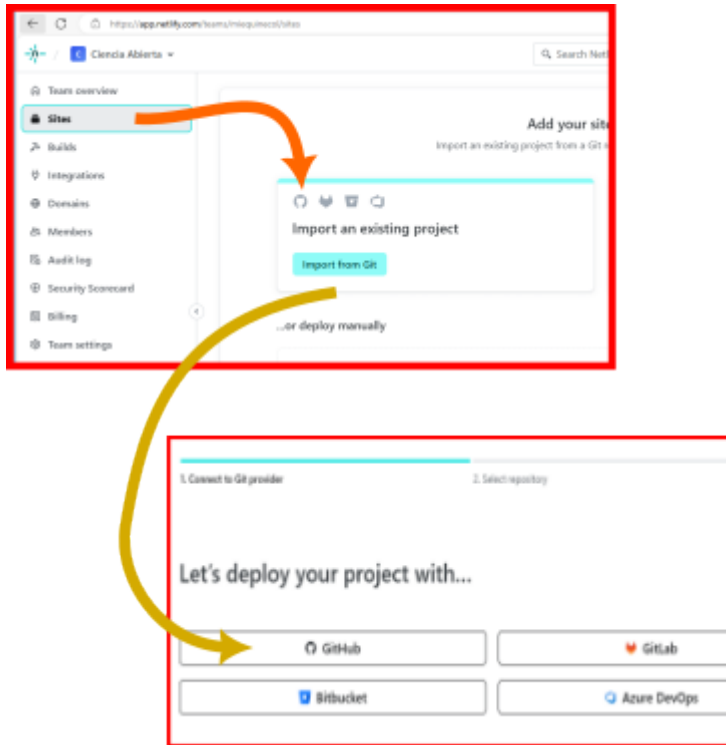 https://app.netlify.com/teams/miequinecol/sites
Ciencia Abierta
Search Netl
Team overview
Sites
Builds
Integrations
Domains
Members
Audit log
Security Scorecard
Billing
Team settings
Add your site
Import an existing project from a Git r
Import an existing project
Import from Git
...or deploy manually
1. Connect to Git provider
2. Select repository
Let's deploy your project with...
GitHub
GitLab
Bitbucket
Azure DevOps